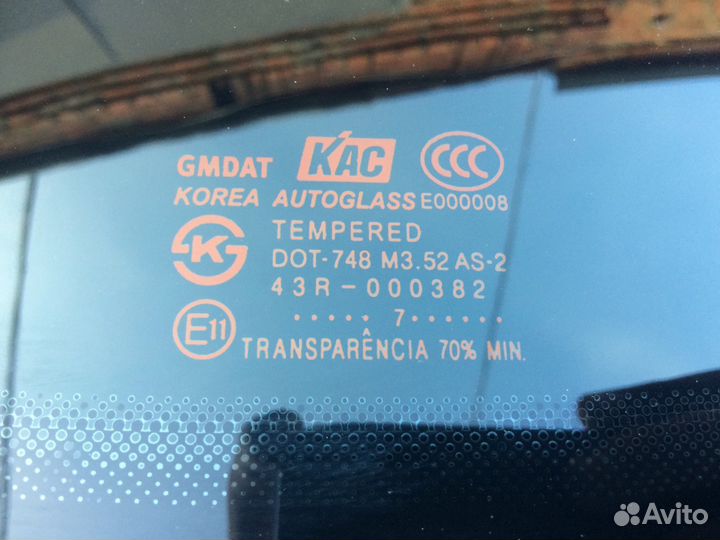 GMDAT KAC CCC
KOREA AUTOGLASS E000008
K TEMPERED
DOT-748 M3.52 AS-2
43R-000382
E11 ..... 7......
TRANSPARÊNCIA 70% MIN.
Avito